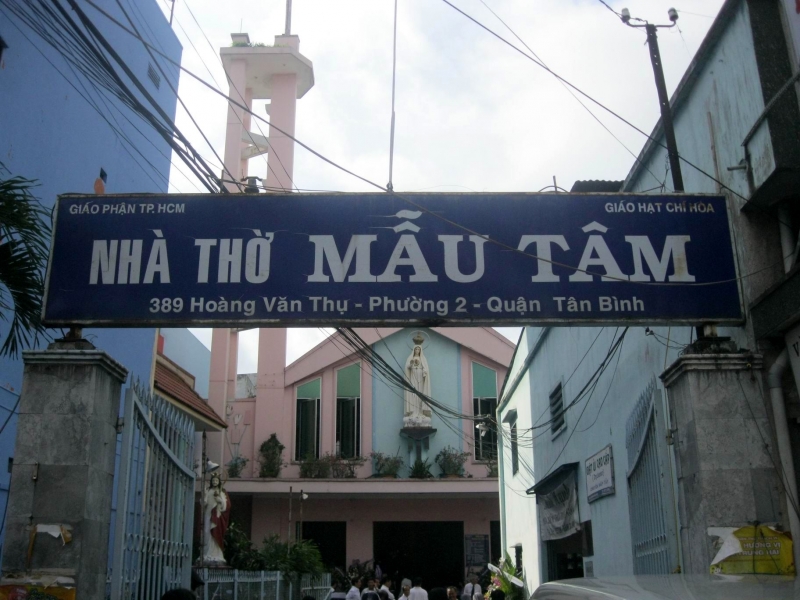 GIÁO PHẬN TP.HCM
GIÁO HẠT CHÍ HÒA
NHÀ THỜ MẪU TÂM
389 Hoàng Văn Thụ - Phường 2 - Quận Tân Bình